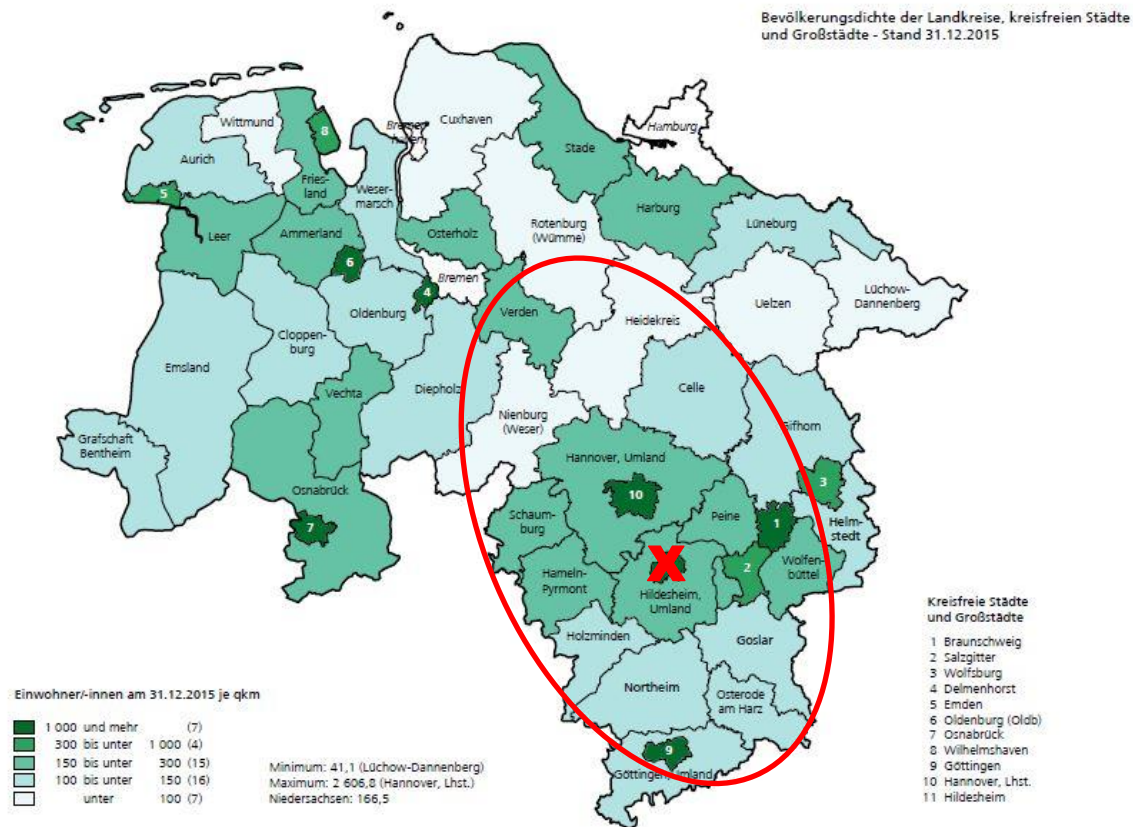 Bevölkerungsdichte der Landkreise, kreisfreien Städte
und Großstädte - Stand 31.12.2015
Wittmund
8
Bremer-
haven
Cuxhaven
Hamburg
Aurich
Stade
5
Fries-
land
Weser-
marsch
Harburg
Lüneburg
Leer
Ammerland
Osterholz
Rotenburg
(Wümme)
6
Bremen
Uelzen
Lüchow-
Dannenberg
4
Oldenburg
Verden
Heidekreis
Cloppen-
burg
Emsland
Vechta
Diepholz
Celle
Nienburg
(Weser)
Gifhorn
Grafschaft
Bentheim
Hannover, Umland
Osnabrück
10
3
Schaum-
burg
Peine
Helm-
stedt
7
1
X
Wolfen-
büttel
2
Hameln-
Pyrmont
Hildesheim,
Umland
Holzminden
Goslar
Northeim
Osterode
am Harz
9
Göttingen, Umland
Kreisfreie Städte
und Großstädte
1 Braunschweig
2 Salzgitter
3 Wolfsburg
4 Delmenhorst
5 Emden
6 Oldenburg (Oldb)
7 Osnabrück
8 Wilhelmshaven
9 Göttingen
10 Hannover, Lhst.
11 Hildesheim
Einwohner/-innen am 31.12.2015 je qkm
1 000 und mehr (7)
300 bis unter 1 000 (4)
150 bis unter 300 (15)
100 bis unter 150 (16)
unter 100 (7)
Minimum: 41,1 (Lüchow-Dannenberg)
Maximum: 2 606,8 (Hannover, Lhst.)
Niedersachsen: 166,5